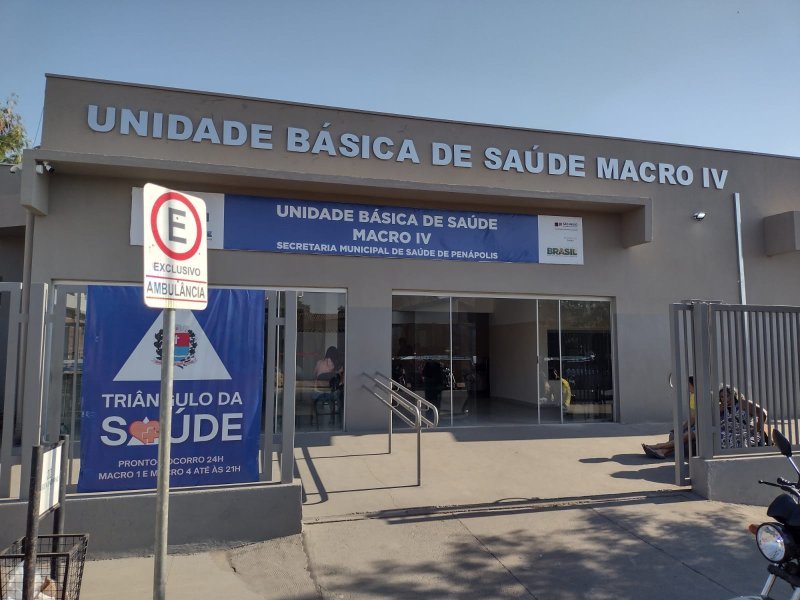 UNIDADE BÁSICA DE SAÚDE MACRO IV
UNIDADE BÁSICA DE SAÚDE
MACRO IV
SECRETARIA MUNICIPAL DE SAÚDE DE PENÁPOLIS
BRASIL
E
EXCLUSIVO
AMBULÂNCIA
TRIÂNGULO DA
SAÚDE
PRONTO SOCORRO 24H
MACRO 1 E MACRO 4 ATÉ ÀS 21H